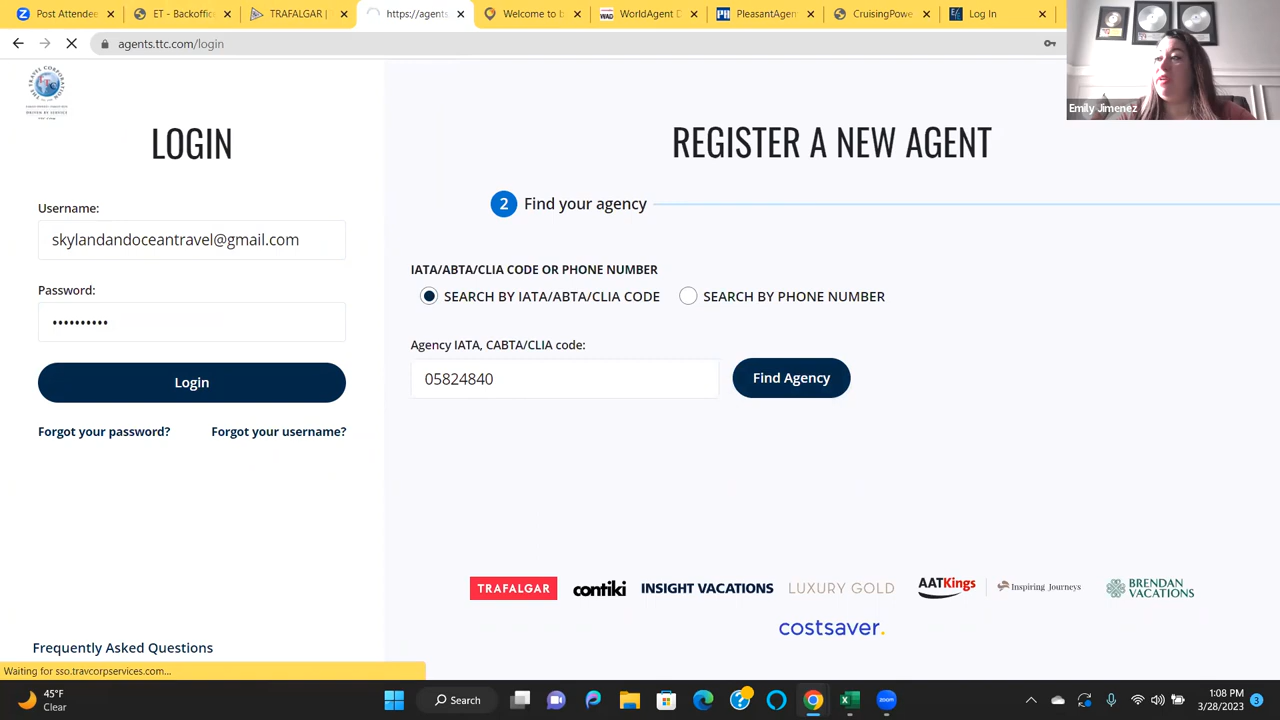 Post Attendee
ET - Backoffic
TRAFALGAR |
https://agents
Welcome to b
WorldAgent D
PleasantAgen
CruisingPowe
Log In
agents.ttc.com/login
Emily Jimenez
LOGIN
REGISTER A NEW AGENT
Username:
2 Find your agency
skylandandoceantravel@gmail.com
IATA/ABTA/CLIA CODE OR PHONE NUMBER
Password:
SEARCH BY IATA/ABTA/CLIA CODE
SEARCH BY PHONE NUMBER
••••••••••
Agency IATA, CABTA/CLIA code:
Login
05824840
Find Agency
Forgot your password?
Forgot your username?
TRAFALGAR
contiki
INSIGHT VACATIONS
LUXURY GOLD
AATKings
Inspiring Journeys
BRENDAN
VACATIONS
costsaver.
Frequently Asked Questions
Waiting for sso.travcorpservices.com...
45°F
Clear
Search
zoom
1:08 PM
3/28/2023
3